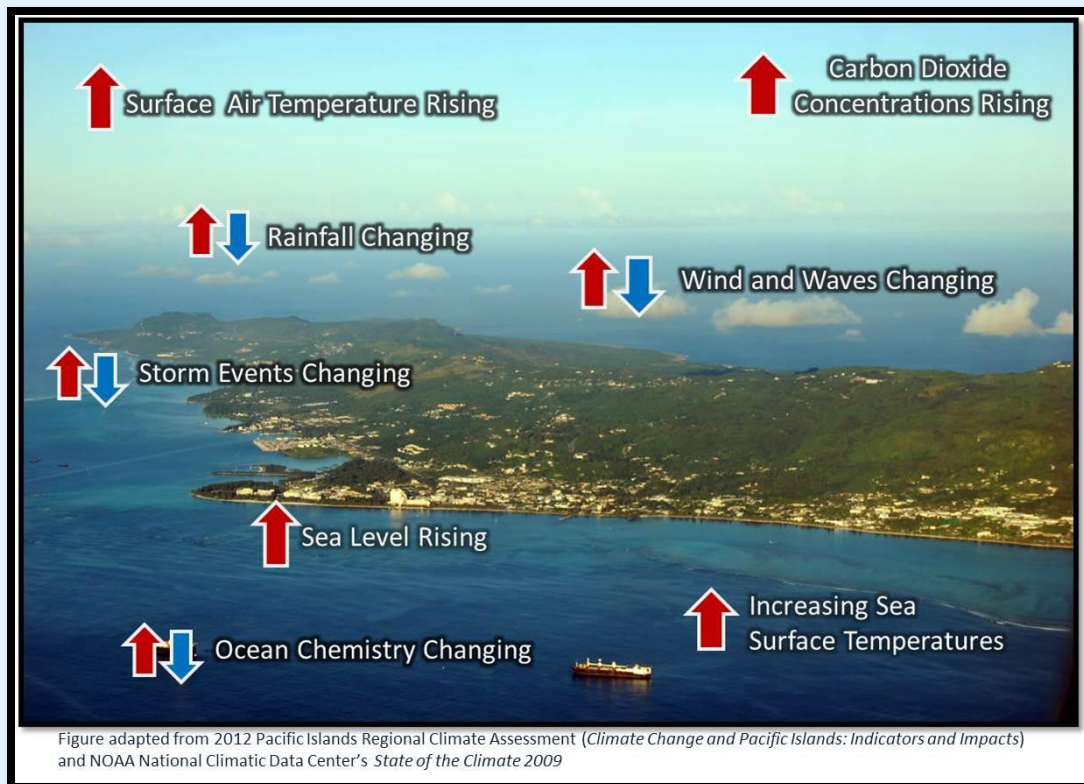 Surface Air Temperature Rising
Carbon Dioxide
Concentrations Rising
Rainfall Changing
Wind and Waves Changing
Storm Events Changing
Sea Level Rising
Increasing Sea
Surface Temperatures
Ocean Chemistry Changing
Figure adapted from 2012 Pacific Islands Regional Climate Assessment (Climate Change and Pacific Islands: Indicators and Impacts)
and NOAA National Climatic Data Center's State of the Climate 2009